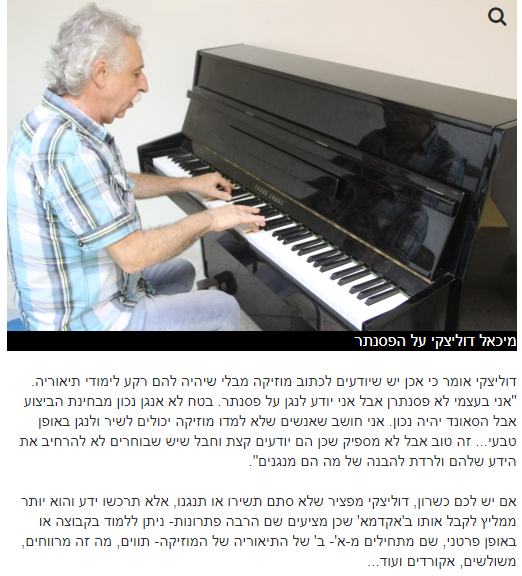 YOUNG CHANG
מיכאל דוליצקי על הפסנתר
דוליצקי אומר כי אכן יש שיודעים לכתוב מוזיקה מבלי שיהיה להם רקע לימודי תיאוריה.
"אני בעצמי לא פסנתרן אבל אני יודע לנגן על פסנתר. בטח לא אנגן נכון מבחינת הביצוע
אבל הסאונד יהיה נכון. אני חושב שאנשים שלא למדו מוזיקה יכולים לשיר ולנגן באופן
טבעי... זה טוב אבל לא מספיק שכן הם יודעים קצת וחבל שיש שבוחרים לא להרחיב את
הידע שלהם ולרדת להבנה של מה הם מנגנים".
אם יש לכם כשרון, דוליצקי מפציר שלא סתם תשירו או תנגנו, אלא תרכשו ידע והוא יותר
ממליץ לקבל אותו ב'אקדמא' שכן מציעים שם הרבה פתרונות- ניתן ללמוד בקבוצה או
באופן פרטני, שם מתחילים מ-א'- ב' של התיאוריה של המוזיקה- תווים, מה זה מרווחים,
משולשים, אקורדים ועוד...